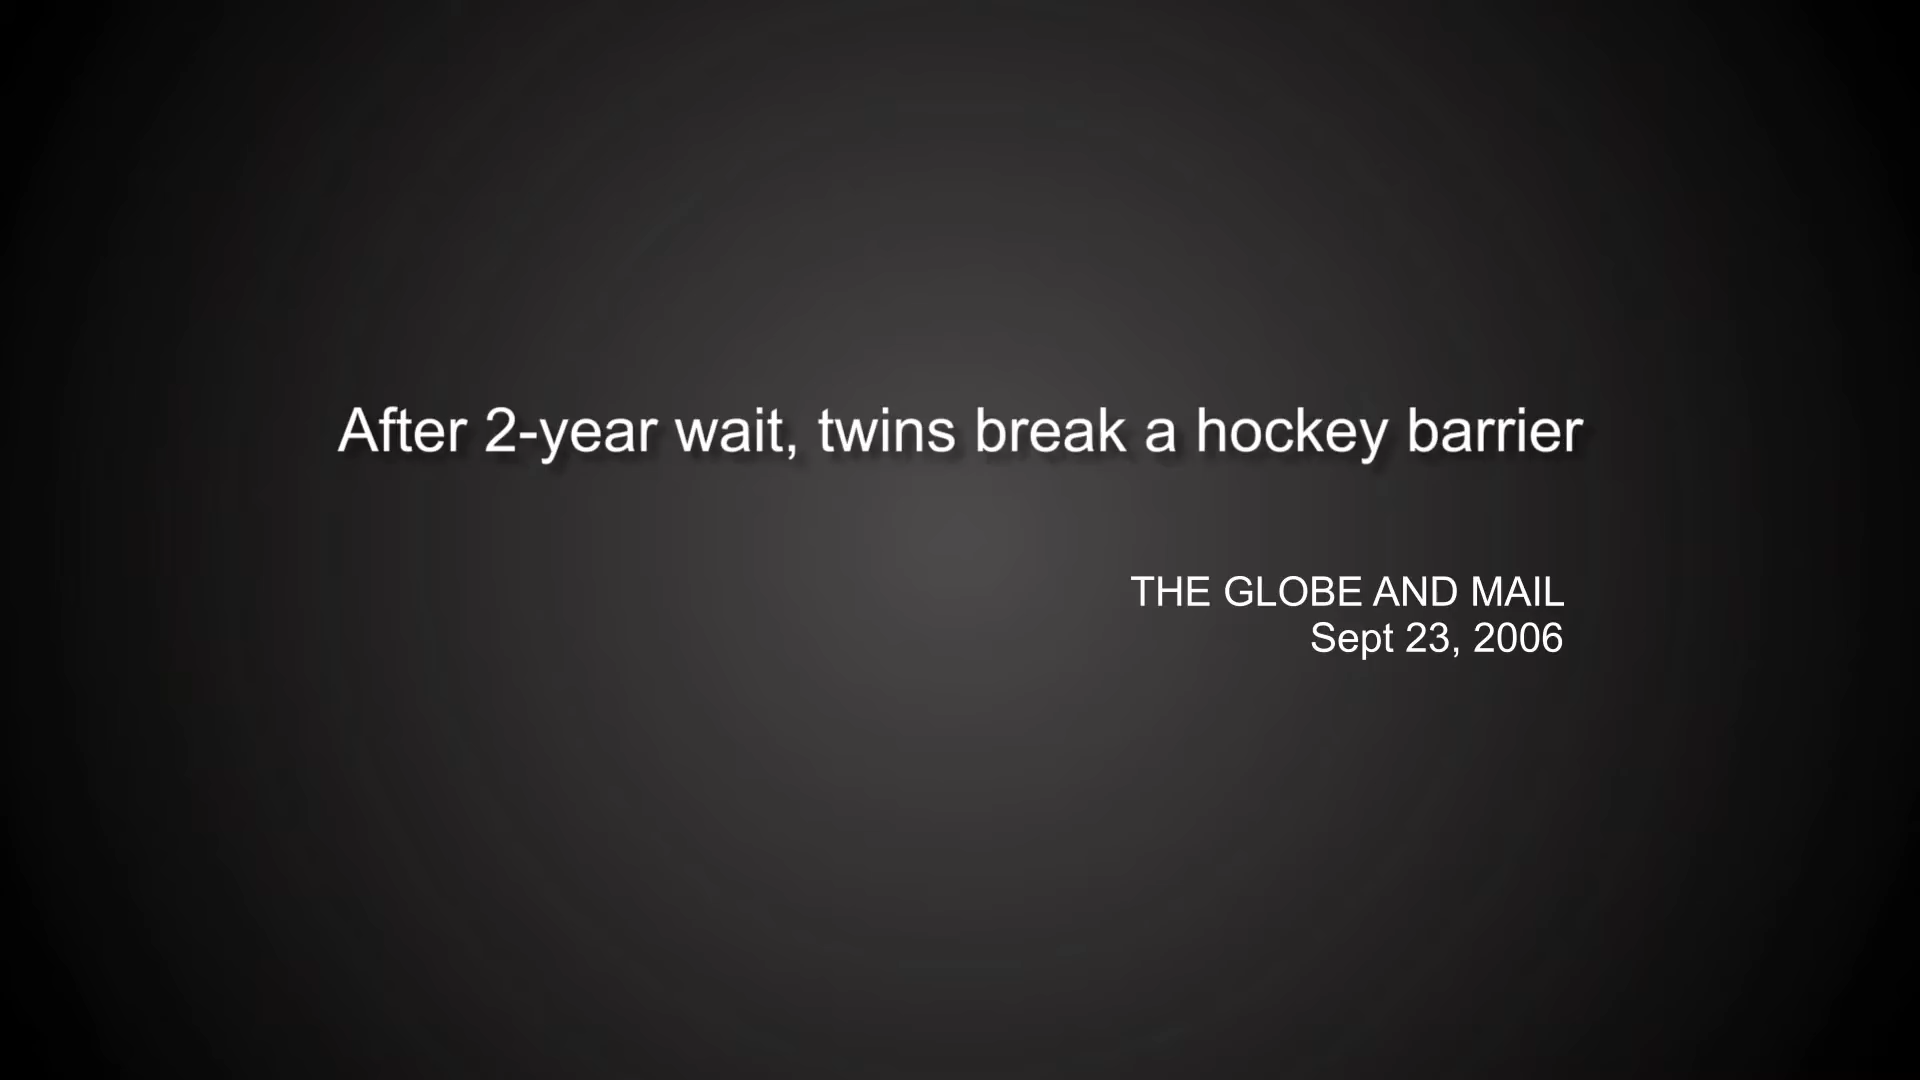 After 2-year wait, twins break a hockey barrier
THE GLOBE AND MAIL
Sept 23, 2006